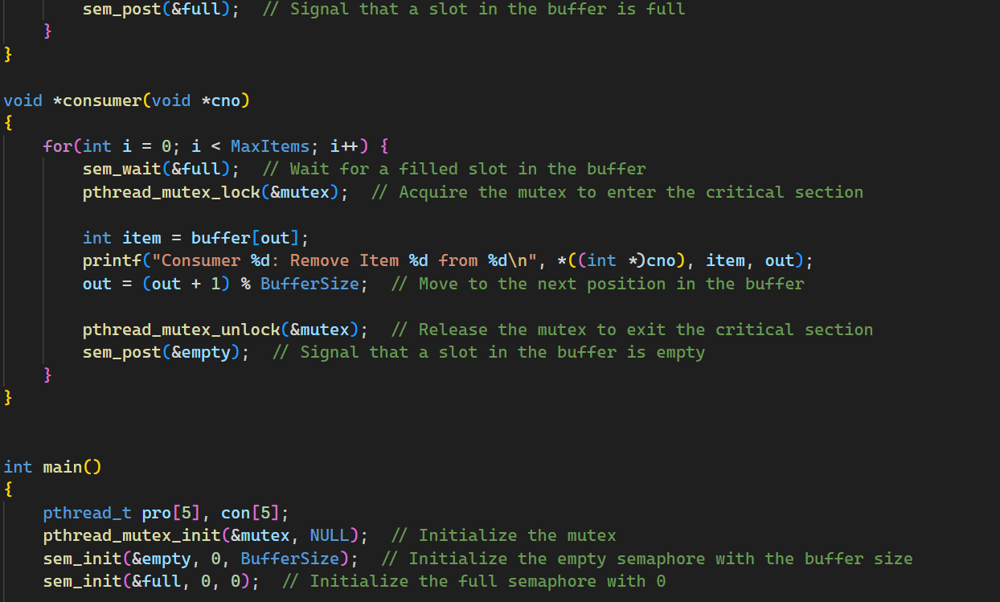 sem_post(&full);  // Signal that a slot in the buffer is full
    }
}

void *consumer(void *cno)
{
    for(int i = 0; i < MaxItems; i++) {
        sem_wait(&full);  // Wait for a filled slot in the buffer
        pthread_mutex_lock(&mutex);  // Acquire the mutex to enter the critical section

        int item = buffer[out];
        printf("Consumer %d: Remove Item %d from %d\n", *((int *)cno), item, out);
        out = (out + 1) % BufferSize;  // Move to the next position in the buffer

        pthread_mutex_unlock(&mutex);  // Release the mutex to exit the critical section
        sem_post(&empty);  // Signal that a slot in the buffer is empty
    }
}


int main()
{
    pthread_t pro[5], con[5];
    pthread_mutex_init(&mutex, NULL);  // Initialize the mutex
    sem_init(&empty, 0, BufferSize);  // Initialize the empty semaphore with the buffer size
    sem_init(&full, 0, 0);  // Initialize the full semaphore with 0